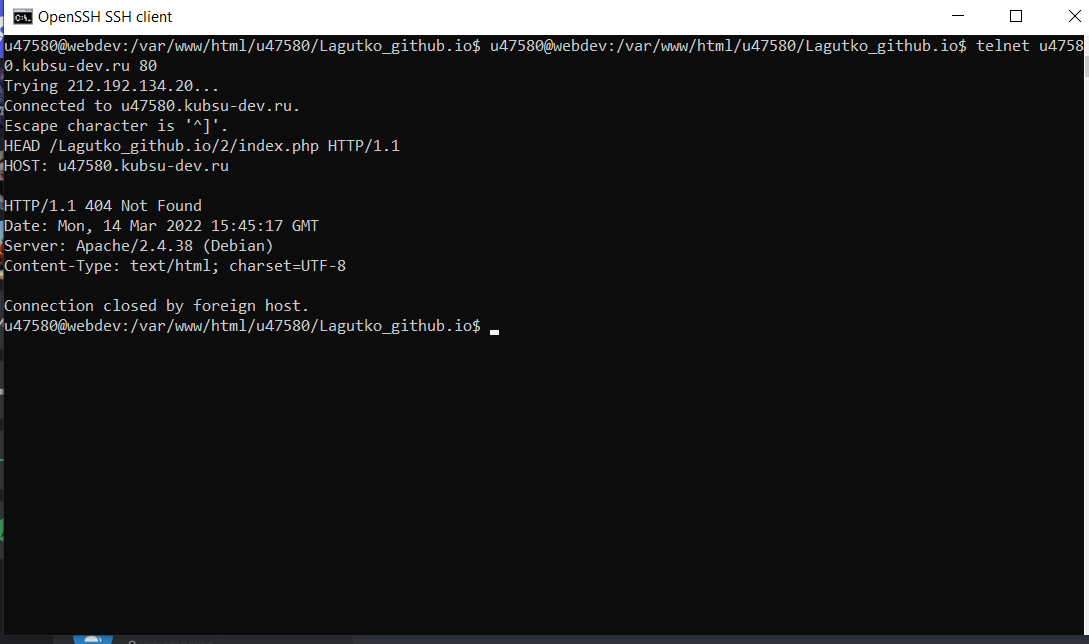 OpenSSH SSH client
u47580@webdev:/var/www/html/u47580/Lagutko_github.io$ u47580@webdev:/var/www/html/u47580/Lagutko_github.io$ telnet u4758
0.kubsu-dev.ru 80
Trying 212.192.134.20...
Connected to u47580.kubsu-dev.ru.
Escape character is '^]'.
HEAD /Lagutko_github.io/2/index.php HTTP/1.1
HOST: u47580.kubsu-dev.ru
HTTP/1.1 404 Not Found
Date: Mon, 14 Mar 2022 15:45:17 GMT
Server: Apache/2.4.38 (Debian)
Content-Type: text/html; charset=UTF-8
Connection closed by foreign host.
u47580@webdev:/var/www/html/u47580/Lagutko_github.io$